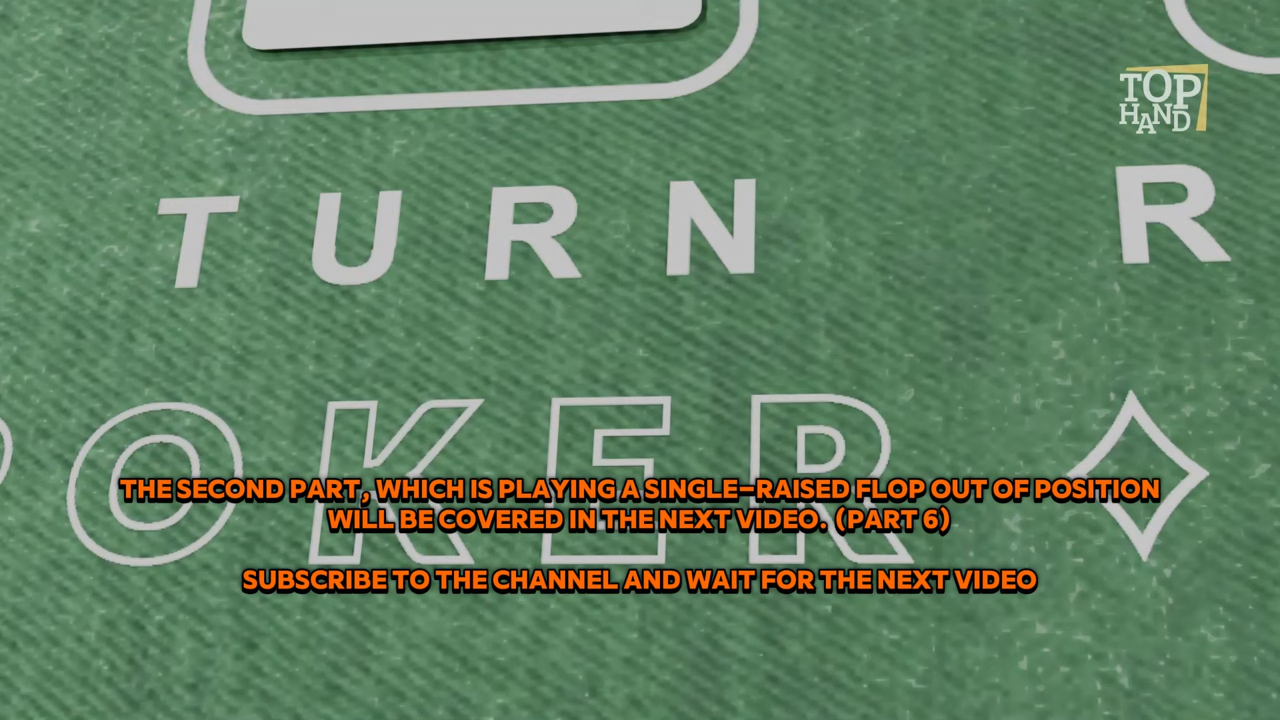 TOP
HAND
TURN R
OKER
THE SECOND PART, WHICH IS PLAYING A SINGLE-RAISED FLOP OUT OF POSITION
WILL BE COVERED IN THE NEXT VIDEO. (PART 6)
SUBSCRIBE TO THE CHANNEL AND WAIT FOR THE NEXT VIDEO